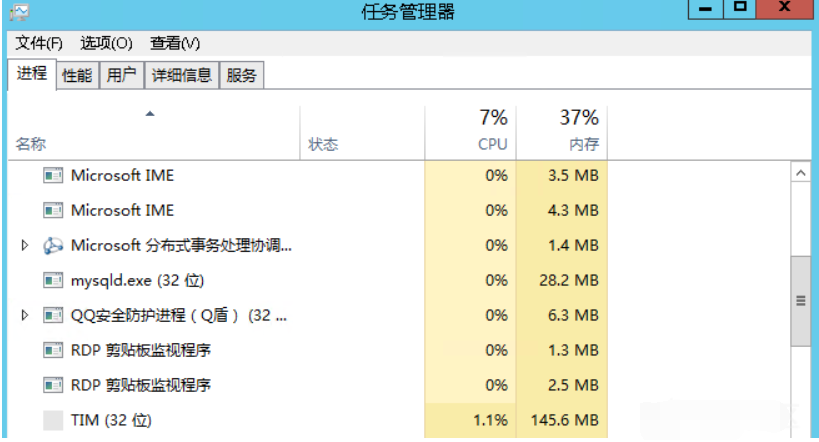 任务管理器
文件(F) 选项(O) 查看(V)
进程 性能 用户 详细信息 服务
7% 37%
名称 状态 CPU 内存
Microsoft IME 0% 3.5 MB
Microsoft IME 0% 4.3 MB
Microsoft 分布式事务处理协调... 0% 1.4 MB
mysqld.exe (32 位) 0% 28.2 MB
QQ安全防护进程（Q盾） (32 ... 0% 6.3 MB
RDP 剪贴板监视程序 0% 1.3 MB
RDP 剪贴板监视程序 0% 2.5 MB
TIM (32 位) 1.1% 145.6 MB